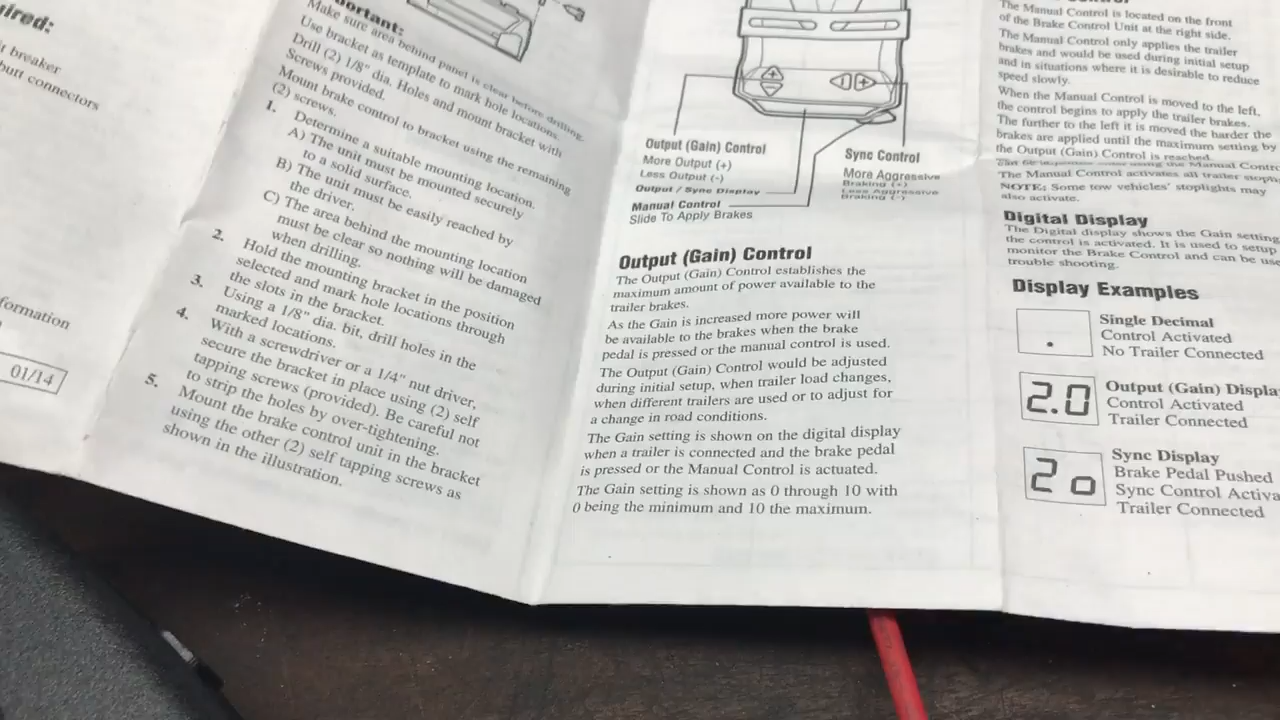 ired:
breaker
butt connectors
formation
01/14
Make sure area behind panel is clear before drilling.
Use bracket as template to mark hole locations.
Drill (2) 1/8" dia. Holes and mount bracket with
Screws provided.
Mount brake control to bracket using the remaining
(2) screws.
1. Determine a suitable mounting location.
A) The unit must be mounted securely
to a solid surface.
B) The unit must be easily reached by
the driver.
C) The area behind the mounting location
must be clear so nothing will be damaged
when drilling.
2. Hold the mounting bracket in the position
selected and mark hole locations through
the slots in the bracket.
3. Using a 1/8" dia. bit, drill holes in the
marked locations.
4. With a screwdriver or a 1/4" nut driver,
secure the bracket in place using (2) self
tapping screws (provided). Be careful not
to strip the holes by over-tightening.
5. Mount the brake control unit in the bracket
using the other (2) self tapping screws as
shown in the illustration.
Output (Gain) Control
More Output (+)
Less Output (-)
Output / Sync Display
Manual Control
Slide To Apply Brakes
Sync Control
More Aggressive
Braking (+)
Less Aggressive
Braking (-)
Output (Gain) Control
The Output (Gain) Control establishes the
maximum amount of power available to the
trailer brakes.
As the Gain is increased more power will
be available to the brakes when the brake
pedal is pressed or the manual control is used.
The Output (Gain) Control would be adjusted
during initial setup, when trailer load changes,
when different trailers are used or to adjust for
a change in road conditions.
The Gain setting is shown on the digital display
when a trailer is connected and the brake pedal
is pressed or the Manual Control is actuated.
The Gain setting is shown as 0 through 10 with
0 being the minimum and 10 the maximum.
The Manual Control is located on the front
of the Brake Control Unit at the right side.
The Manual Control only applies the trailer
brakes and would be used during initial setup
and in situations where it is desirable to reduce
speed slowly.
When the Manual Control is moved to the left,
the control begins to apply the trailer brakes.
The further to the left it is moved the harder the
brakes are applied until the maximum setting by
the Output (Gain) Control is reached.
The Manual Control activates all trailer
NOTE: Some tow vehicles' stoplights may
also activate.
Digital Display
The Digital display shows the Gain setting
the control is activated. It is used to setup
monitor the Brake Control and can be use
trouble shooting.
Display Examples
.
Single Decimal
Control Activated
No Trailer Connected
2.0
Output (Gain) Displa
Control Activated
Trailer Connected
2 o
Sync Display
Brake Pedal Pushed
Sync Control Activa
Trailer Connected